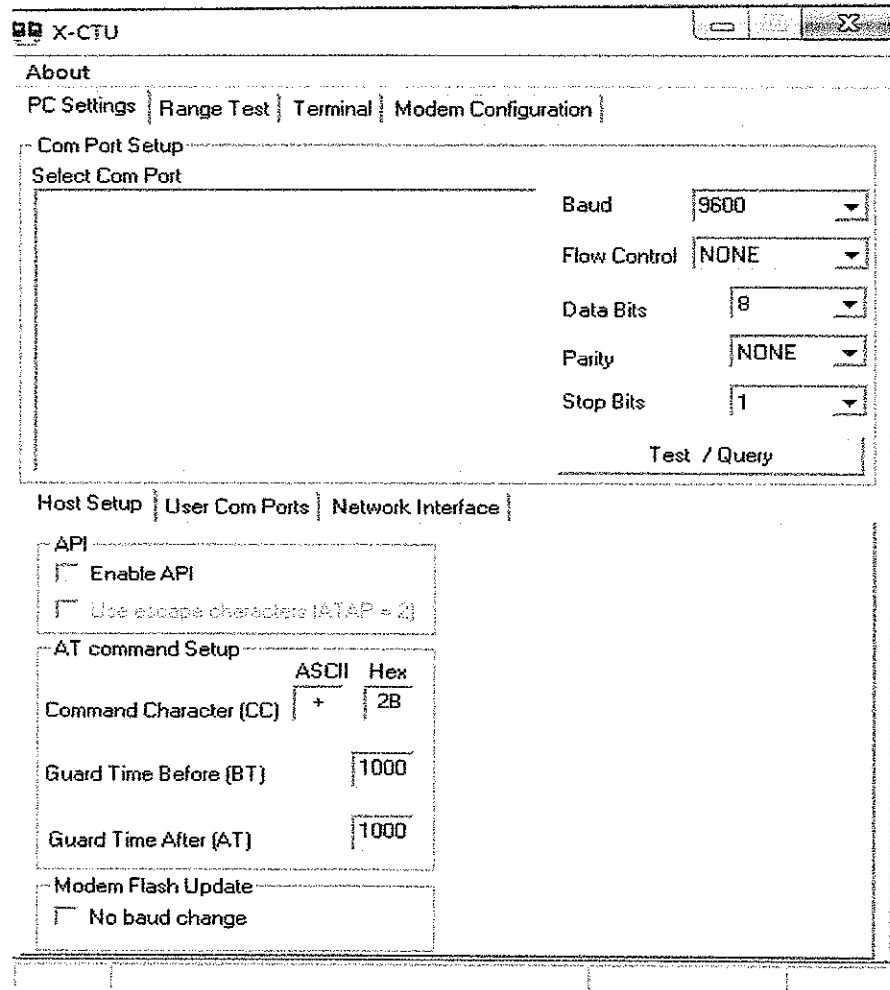 X-CTU
About
PC Settings Range Test Terminal Modem Configuration
Com Port Setup
Select Com Port
Baud 9600
Flow Control NONE
Data Bits 8
Parity NONE
Stop Bits 1
Test / Query
Host Setup User Com Ports Network Interface
API
Enable API
Use escape characters (ATAP = 2)
AT command Setup
ASCII Hex
Command Character (CC) + 2B
Guard Time Before (BT) 1000
Guard Time After (AT) 1000
Modem Flash Update
No baud change